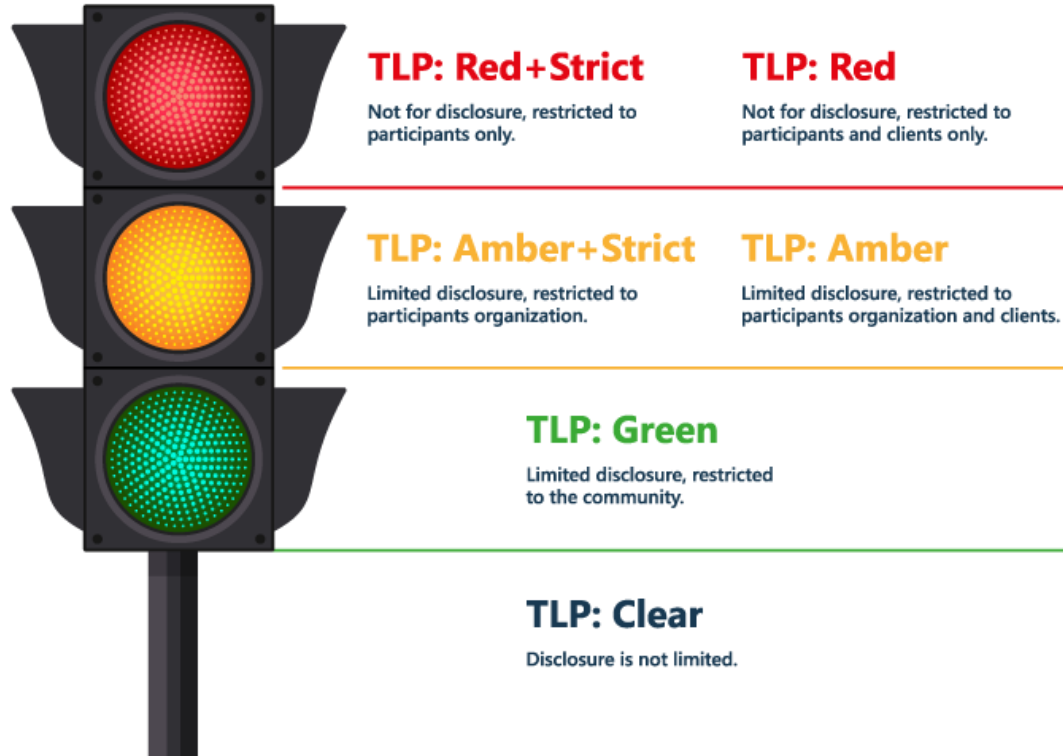 TLP: Red+Strict
Not for disclosure, restricted to
participants only.
TLP: Red
Not for disclosure, restricted to
participants and clients only.
TLP: Amber+Strict
Limited disclosure, restricted to
participants organization.
TLP: Amber
Limited disclosure, restricted to
participants organization and clients.
TLP: Green
Limited disclosure, restricted
to the community.
TLP: Clear
Disclosure is not limited.